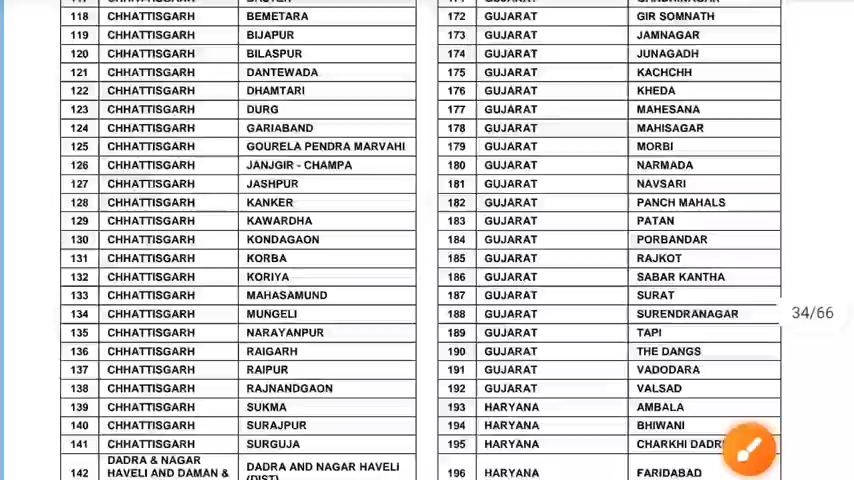 118 CHHATTISGARH BEMETARA
119 CHHATTISGARH BIJAPUR
120 CHHATTISGARH BILASPUR
121 CHHATTISGARH DANTEWADA
122 CHHATTISGARH DHAMTARI
123 CHHATTISGARH DURG
124 CHHATTISGARH GARIABAND
125 CHHATTISGARH GOURELA PENDRA MARVAHI
126 CHHATTISGARH JANJGIR - CHAMPA
127 CHHATTISGARH JASHPUR
128 CHHATTISGARH KANKER
129 CHHATTISGARH KAWARDHA
130 CHHATTISGARH KONDAGAON
131 CHHATTISGARH KORBA
132 CHHATTISGARH KORIYA
133 CHHATTISGARH MAHASAMUND
134 CHHATTISGARH MUNGELI
135 CHHATTISGARH NARAYANPUR
136 CHHATTISGARH RAIGARH
137 CHHATTISGARH RAIPUR
138 CHHATTISGARH RAJNANDGAON
139 CHHATTISGARH SUKMA
140 CHHATTISGARH SURAJPUR
141 CHHATTISGARH SURGUJA
DADRA & NAGAR
142 HAVELI AND DAMAN & DADRA AND NAGAR HAVELI
(DIST)
172 GUJARAT GIR SOMNATH
173 GUJARAT JAMNAGAR
174 GUJARAT JUNAGADH
175 GUJARAT KACHCHH
176 GUJARAT KHEDA
177 GUJARAT MAHESANA
178 GUJARAT MAHISAGAR
179 GUJARAT MORBI
180 GUJARAT NARMADA
181 GUJARAT NAVSARI
182 GUJARAT PANCH MAHALS
183 GUJARAT PATAN
184 GUJARAT PORBANDAR
185 GUJARAT RAJKOT
186 GUJARAT SABAR KANTHA
187 GUJARAT SURAT
188 GUJARAT SURENDRANAGAR
189 GUJARAT TAPI
190 GUJARAT THE DANGS
191 GUJARAT VADODARA
192 GUJARAT VALSAD
193 HARYANA AMBALA
194 HARYANA BHIWANI
195 HARYANA CHARKHI
196 HARYANA FARIDABAD
34/66